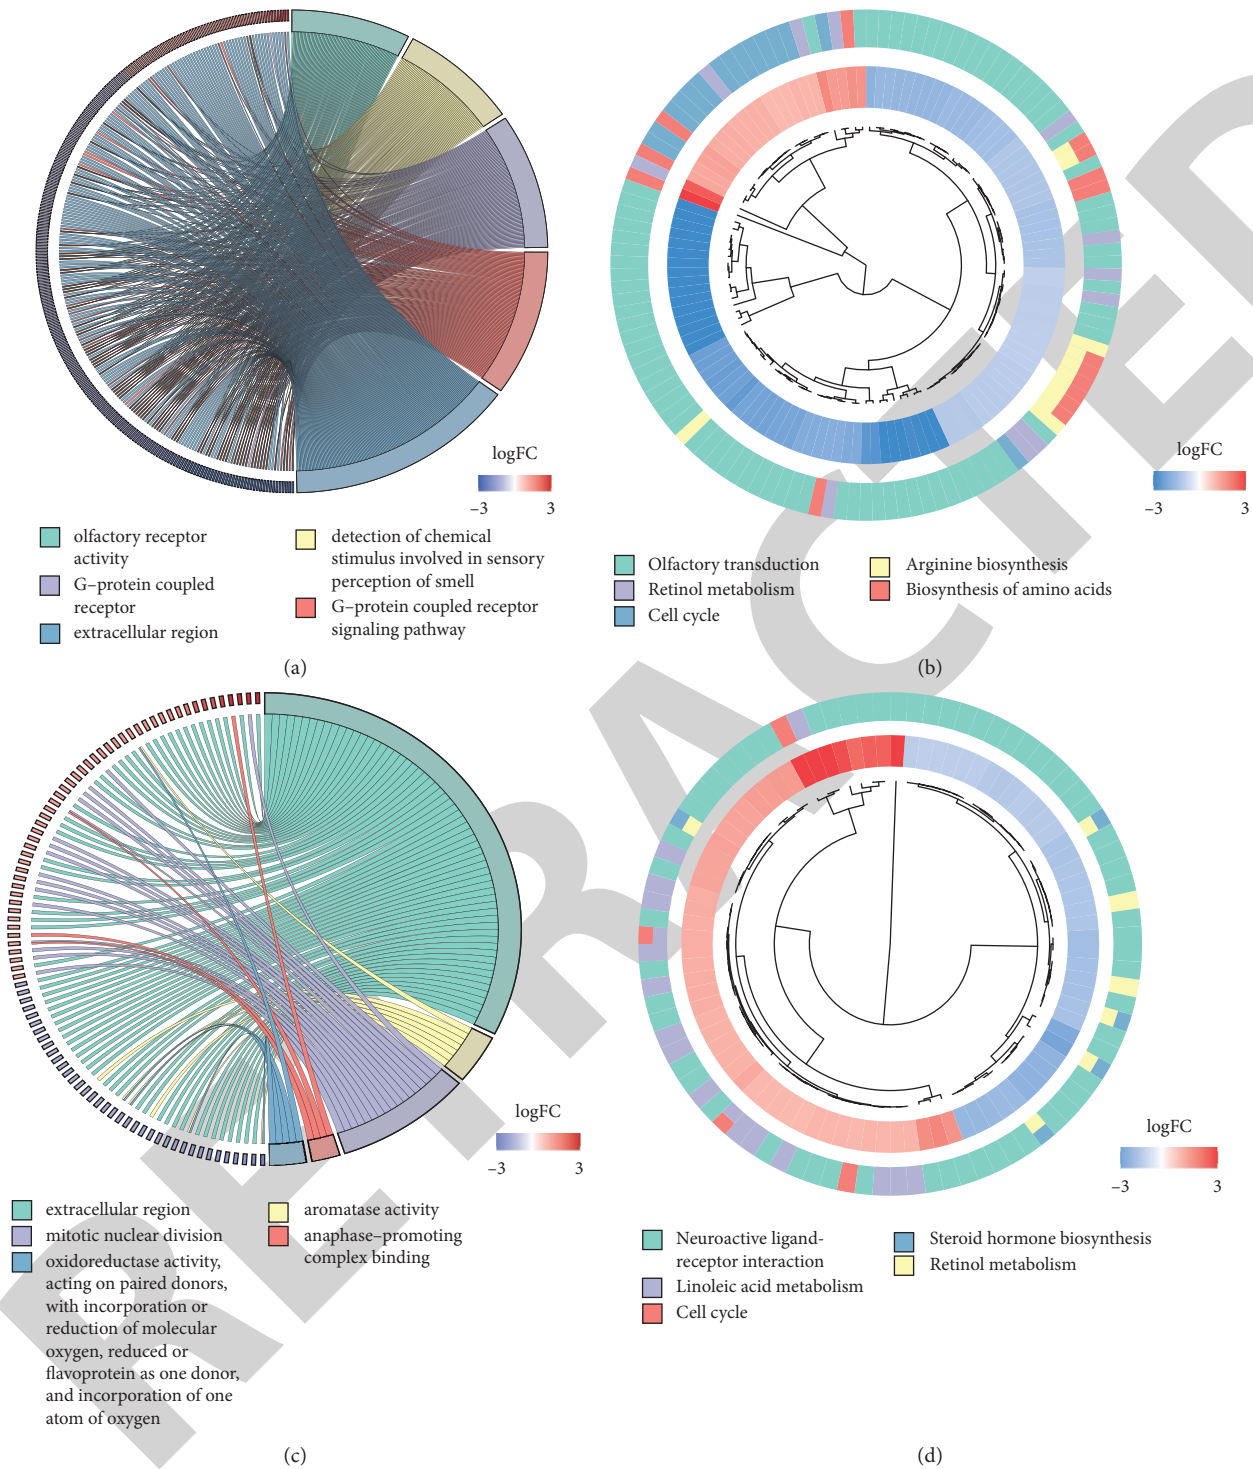 logFC
−3 3
olfactory receptor
activity
G–protein coupled
receptor
extracellular region
detection of chemical
stimulus involved in sensory
perception of smell
G–protein coupled receptor
signaling pathway
(a)
logFC
−3 3
Olfactory transduction
Retinol metabolism
Cell cycle
Arginine biosynthesis
Biosynthesis of amino acids
(b)
logFC
−3 3
extracellular region
mitotic nuclear division
oxidoreductase activity,
acting on paired donors,
with incorporation or
reduction of molecular
oxygen, reduced or
flavoprotein as one donor,
and incorporation of one
atom of oxygen
aromatase activity
anaphase–promoting
complex binding
(c)
logFC
−3 3
Neuroactive ligand-
receptor interaction
Linoleic acid metabolism
Cell cycle
Steroid hormone biosynthesis
Retinol metabolism
(d)
RETRACTED